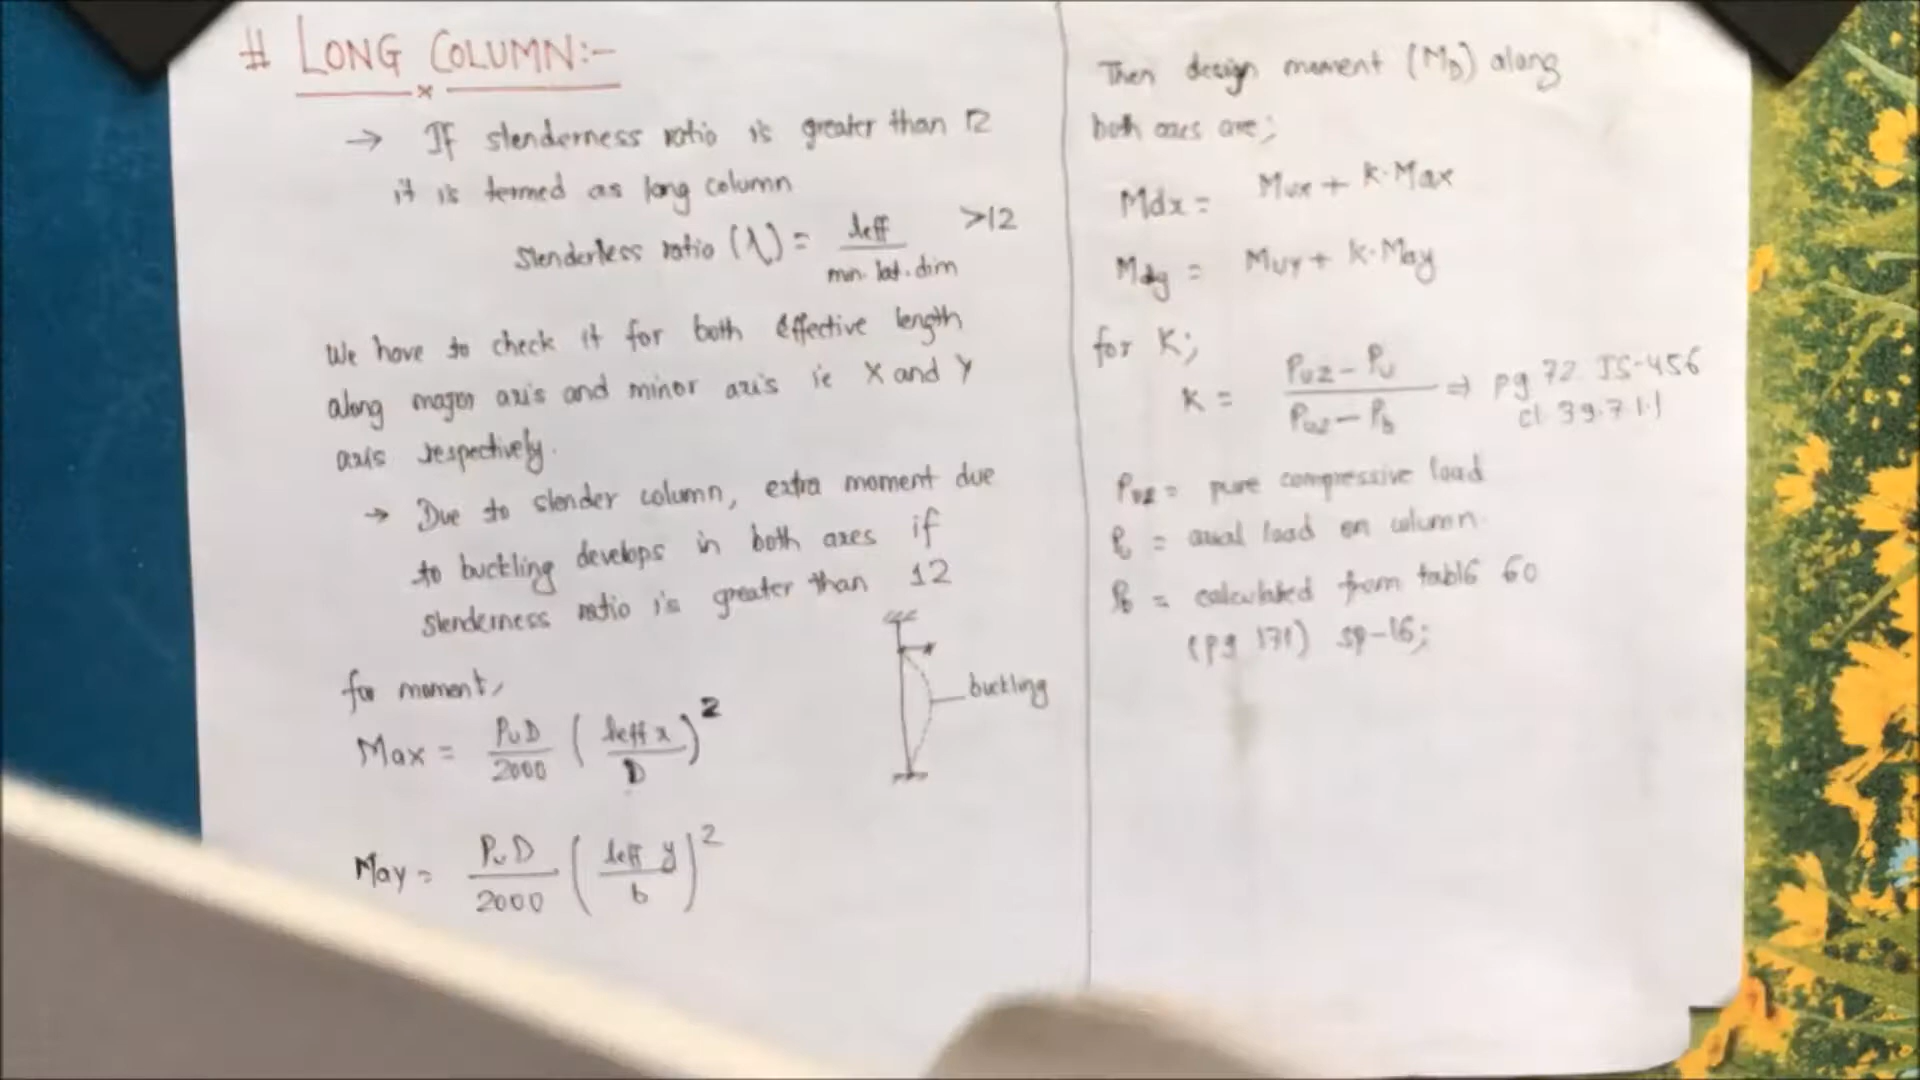 # LONG COLUMN:-
→ If slenderness ratio is greater than 12
it is termed as long column
Slenderless ratio (λ) = leff / min. lat. dim >12
We have to check it for both effective length
along major axis and minor axis ie X and Y
axis respectively.
→ Due to slender column, extra moment due
to buckling develops in both axes if
slenderness ratio is greater than 12
for moment,
Max = PuD / 2000 (leff x / D)²
buckling
May = PuD / 2000 (leff y / b)²
Then design moment (MD) along
both axes are;
Mdx = Mux + k.Max
Mdy = Muy + k.May
for K;
K = Puz - Pu / Puz - Pb ⇒ pg 72 IS-456
cl 39.7.1.1
Puz = pure compressive load
Pu = axial load on column.
Pb = calculated from table 60
(pg 171) sp-16;